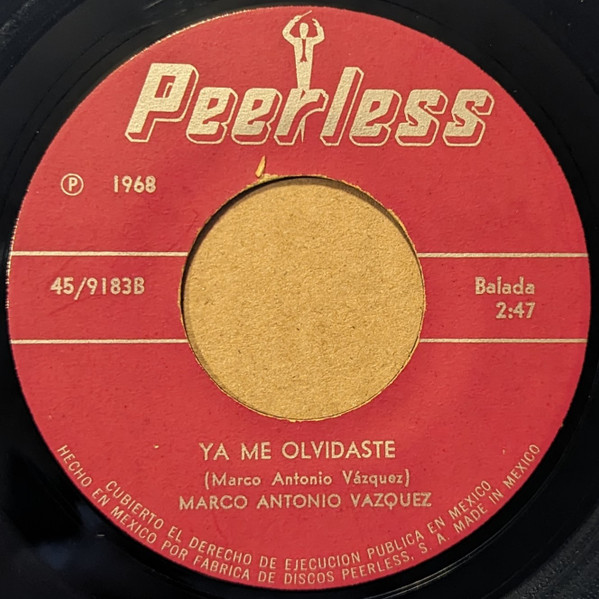 Peerless
℗ 1968
45/9183B
Balada
2:47
YA ME OLVIDASTE
(Marco Antonio Vázquez)
MARCO ANTONIO VAZQUEZ
CUBIERTO EL DERECHO DE EJECUCION PUBLICA EN MEXICO
HECHO EN MEXICO POR FABRICA DE DISCOS PEERLESS, S. A. MADE IN MEXICO